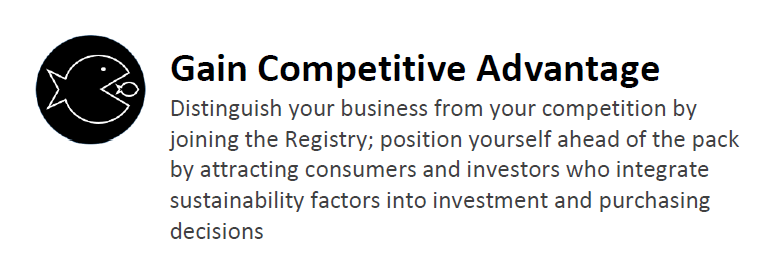 Gain Competitive Advantage
Distinguish your business from your competition by
joining the Registry; position yourself ahead of the pack
by attracting consumers and investors who integrate
sustainability factors into investment and purchasing
decisions